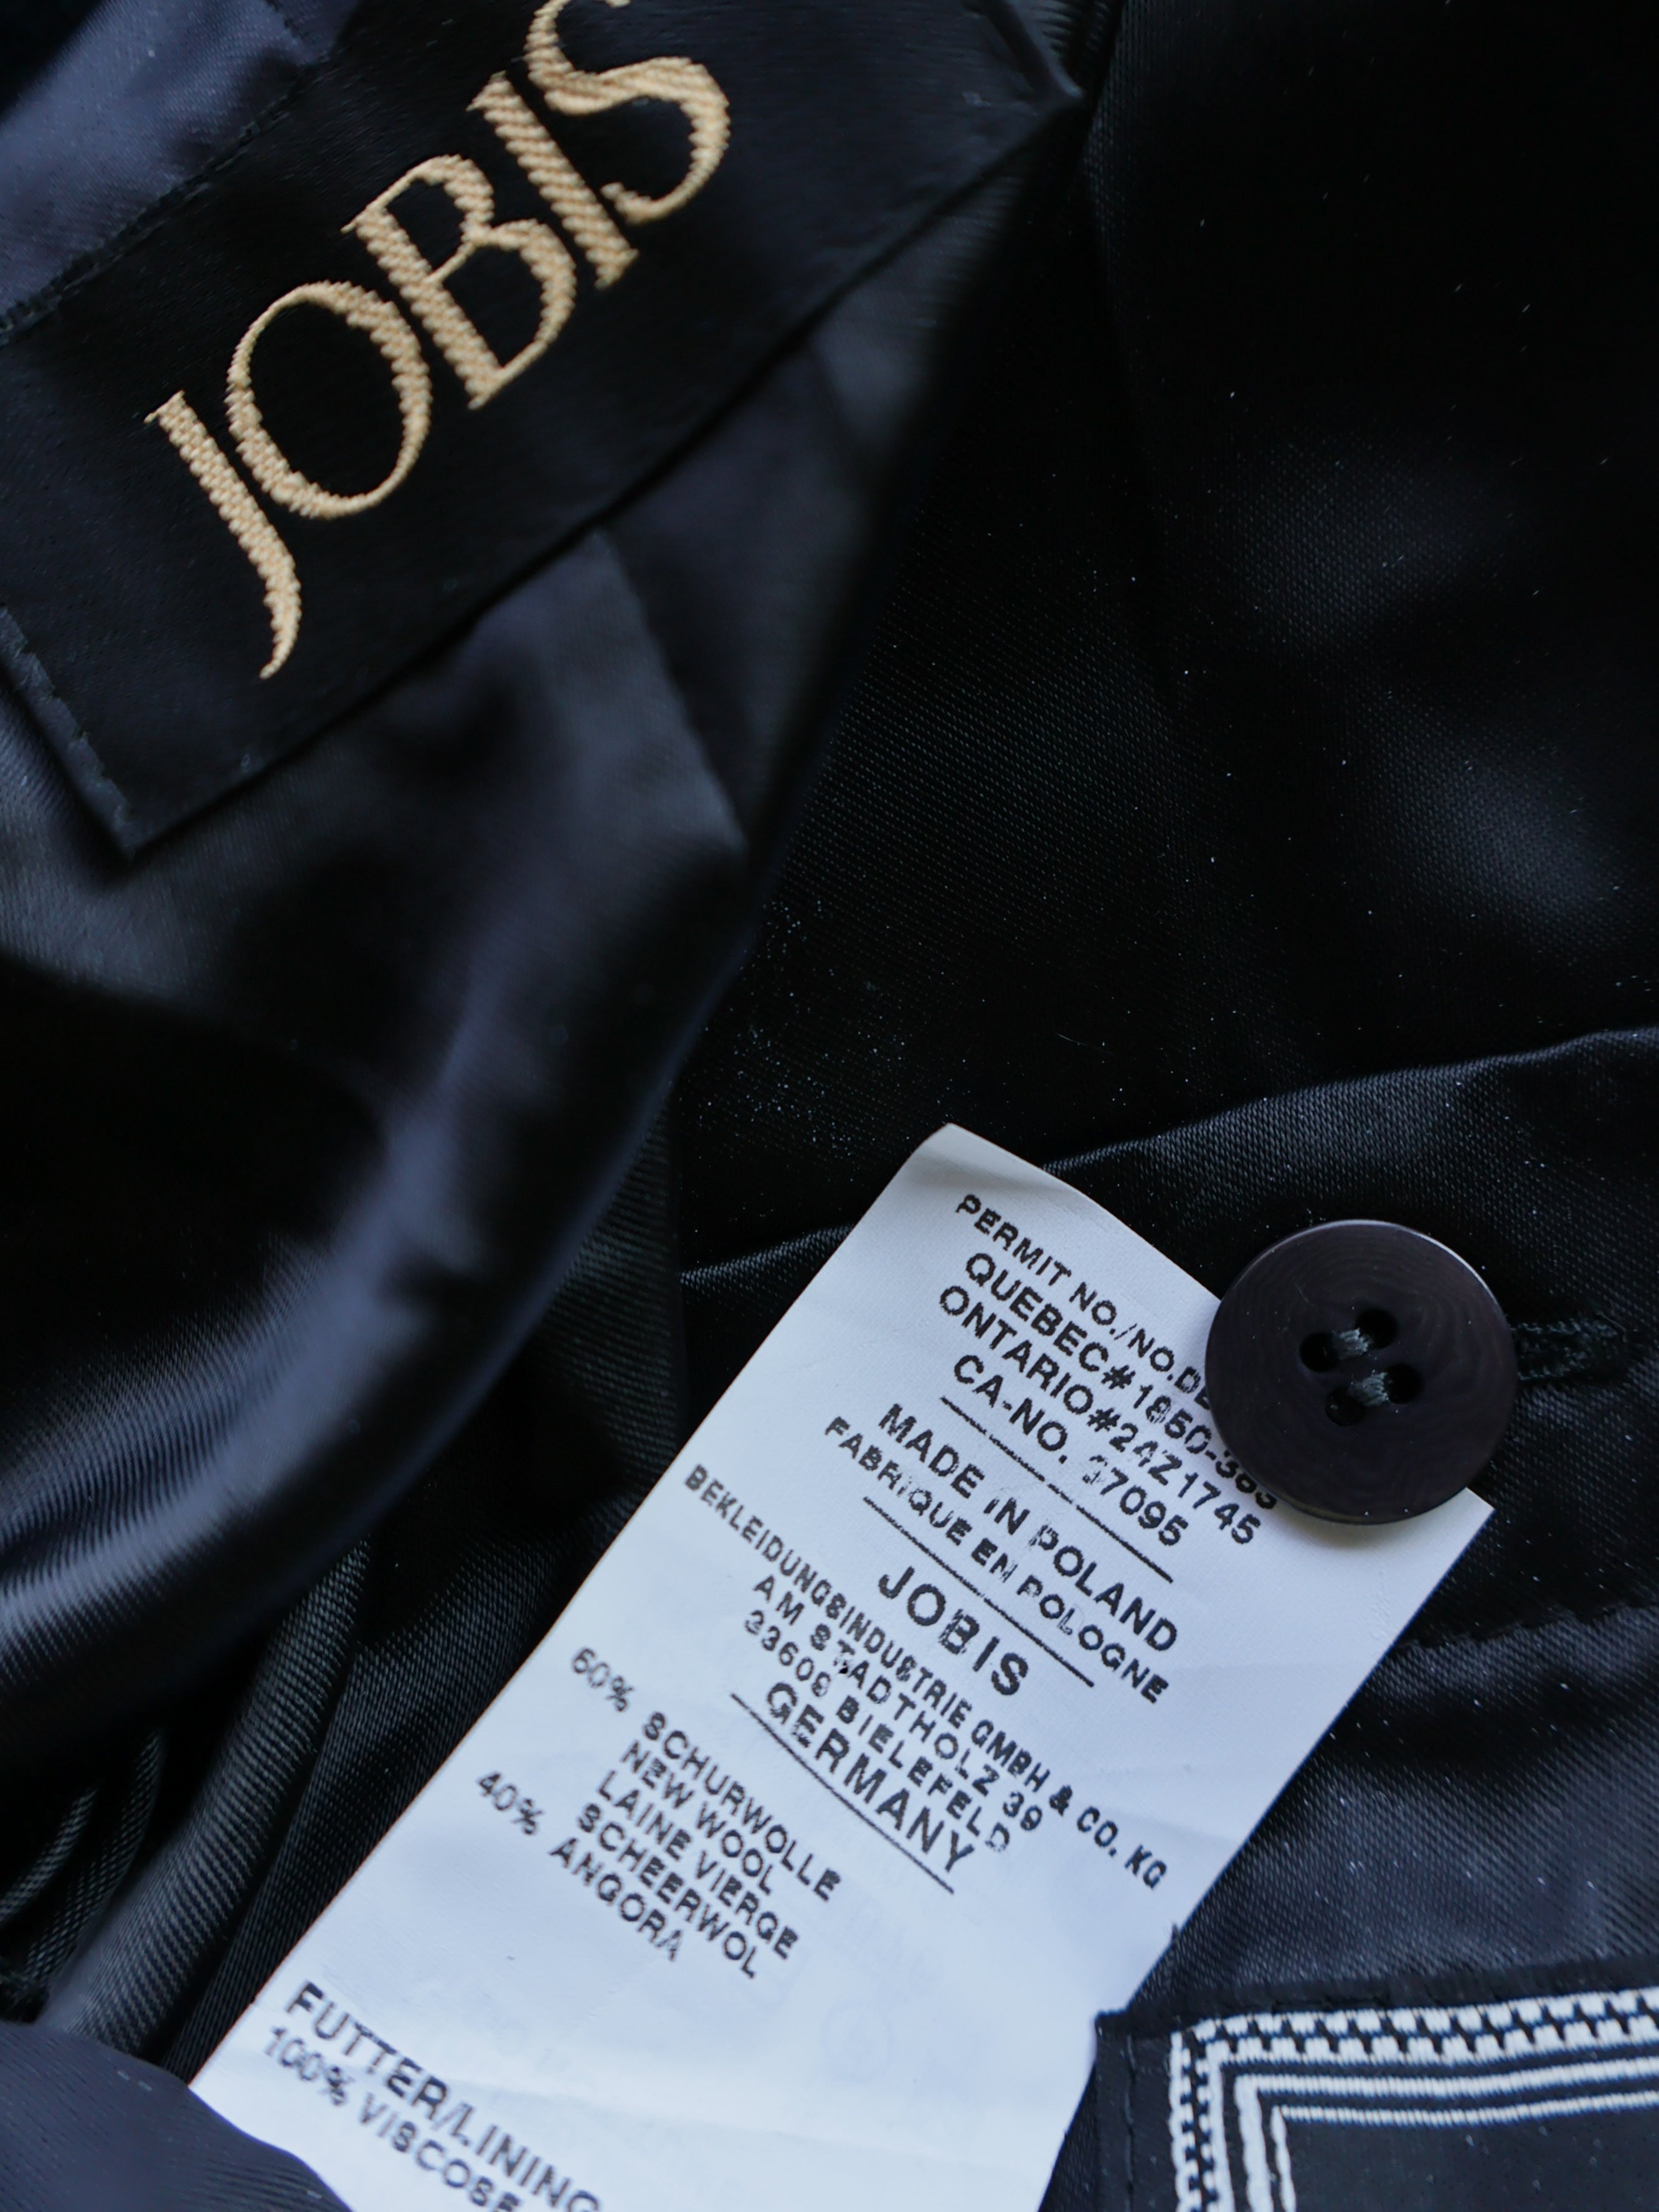 JOBIS
PERMIT NO./NO.DE
QUEBEC#1850-383
ONTARIO#24Z1745
CA-NO. 37095
MADE IN POLAND
FABRIQUE EN POLOGNE
JOBIS
BEKLEIDUNGSINDUSTRIE GMBH & CO. KG
AM STADTHOLZ 39
33609 BIELEFELD
GERMANY
60% SCHURWOLLE
NEW WOOL
LAINE VIERGE
SCHEERWOL
40% ANGORA
FUTTER/LINING
100% VISCOSE